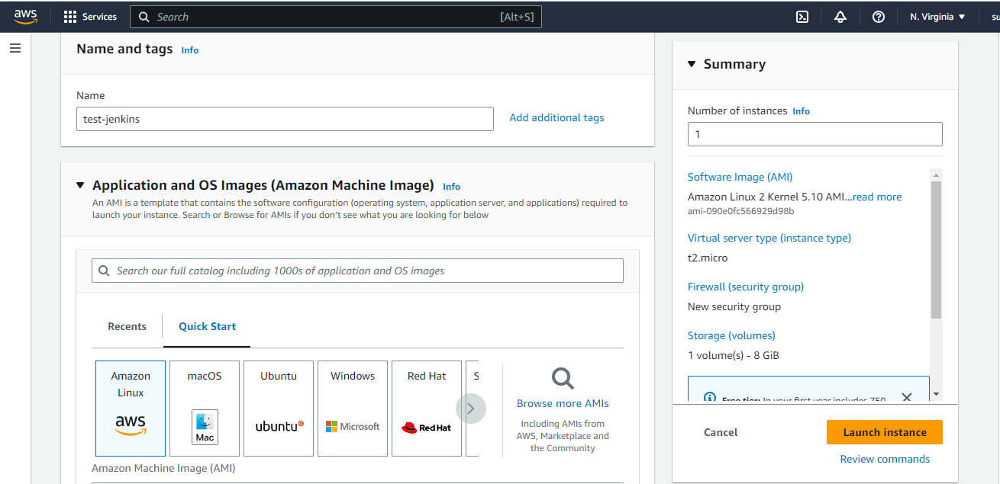 aws
Services
Search
[Alt+S]
N. Virginia
su
Name and tags Info
Name
test-jenkins
Add additional tags
Application and OS Images (Amazon Machine Image) Info
An AMI is a template that contains the software configuration (operating system, application server, and applications) required to
launch your instance. Search or Browse for AMIs if you don't see what you are looking for below
Search our full catalog including 1000s of application and OS images
Recents
Quick Start
Amazon
Linux
aws
macOS
Mac
Ubuntu
ubuntu
Windows
Microsoft
Red Hat
Red Hat
S
Browse more AMIs
Including AMIs from
AWS, Marketplace and
the Community
Amazon Machine Image (AMI)
Summary
Number of instances Info
1
Software Image (AMI)
Amazon Linux 2 Kernel 5.10 AMI...read more
ami-090e0fc566929d98b
Virtual server type (instance type)
t2.micro
Firewall (security group)
New security group
Storage (volumes)
1 volume(s) - 8 GiB
Free tier: In your first year includes 750
Cancel
Launch instance
Review commands